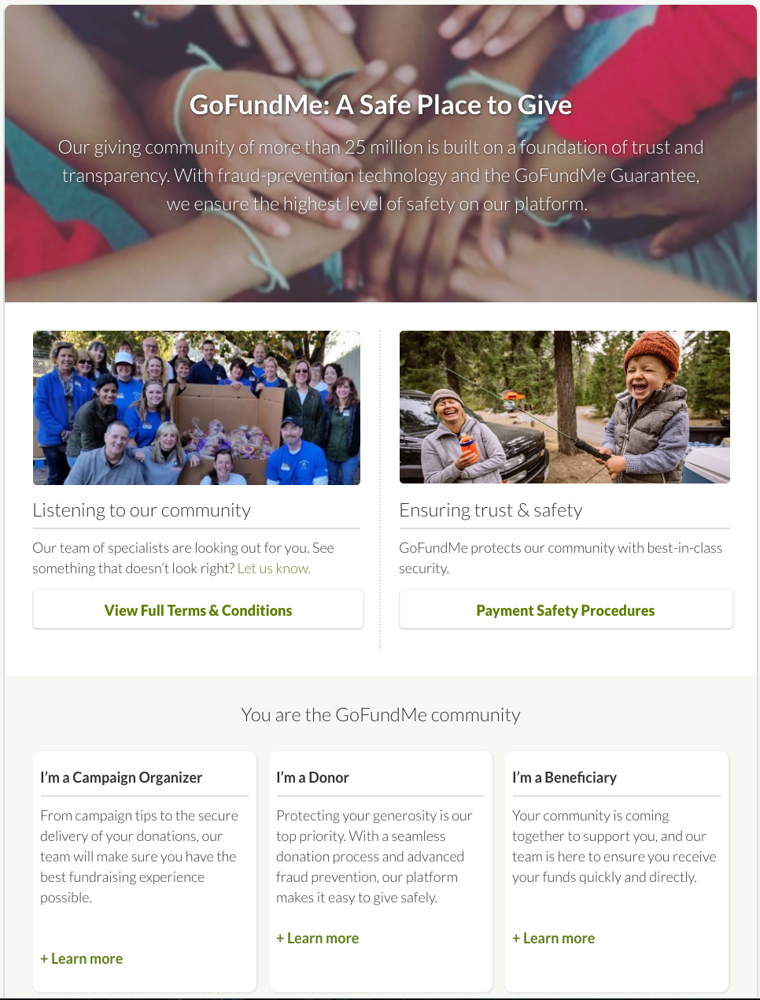 GoFundMe: A Safe Place to Give
Our giving community of more than 25 million is built on a foundation of trust and
transparency. With fraud-prevention technology and the GoFundMe Guarantee,
we ensure the highest level of safety on our platform.
Listening to our community
Our team of specialists are looking out for you. See
something that doesn’t look right? Let us know.
View Full Terms & Conditions
Ensuring trust & safety
GoFundMe protects our community with best-in-class
security.
Payment Safety Procedures
You are the GoFundMe community
I’m a Campaign Organizer
From campaign tips to the secure
delivery of your donations, our
team will make sure you have the
best fundraising experience
possible.
+ Learn more
I’m a Donor
Protecting your generosity is our
top priority. With a seamless
donation process and advanced
fraud prevention, our platform
makes it easy to give safely.
+ Learn more
I’m a Beneficiary
Your community is coming
together to support you, and our
team is here to ensure you receive
your funds quickly and directly.
+ Learn more